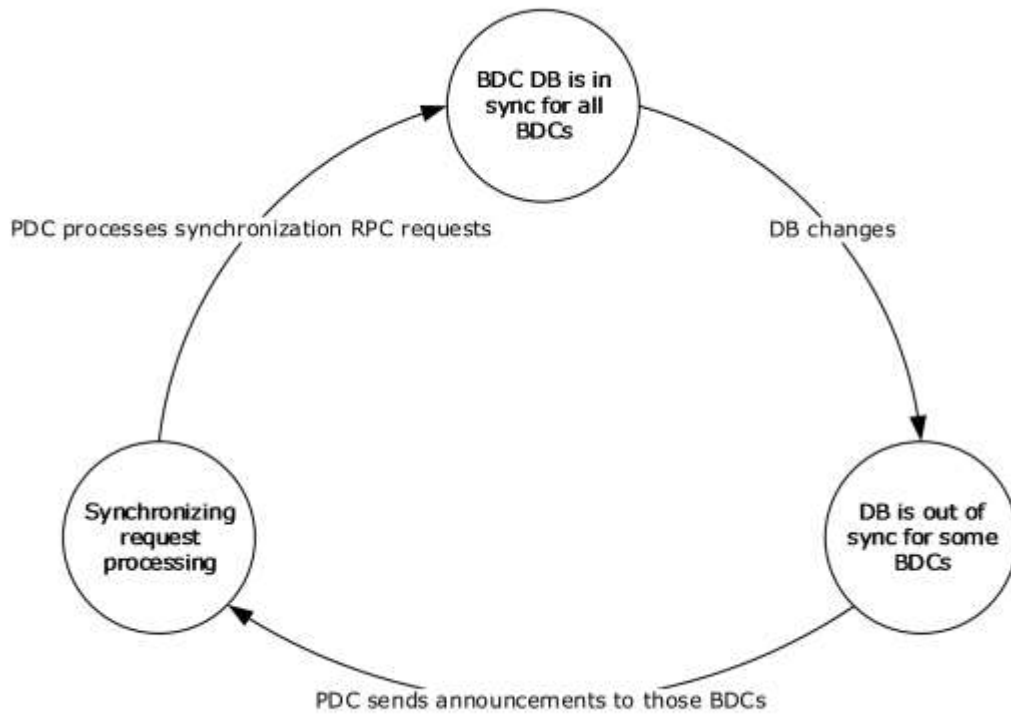 BDC DB is in
sync for all
BDCs
PDC processes synchronization RPC requests
DB changes
Synchronizing
request
processing
DB is out of
sync for some
BDCs
PDC sends announcements to those BDCs